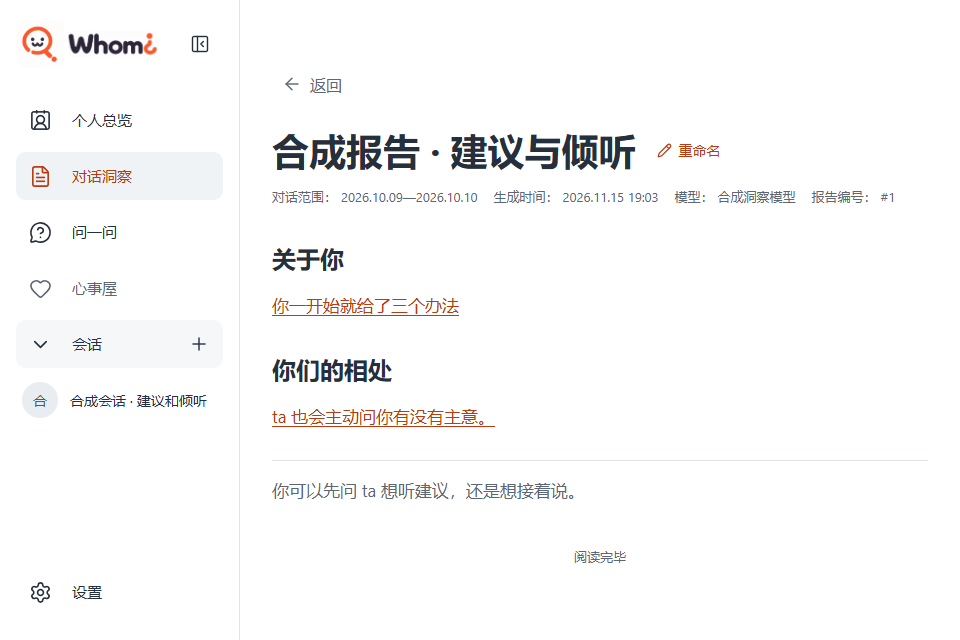 Whomi
个人总览
对话洞察
问一问
心事屋
会话
合 合成会话 · 建议和倾听
设置
返回
合成报告 · 建议与倾听 重命名
对话范围： 2026.10.09—2026.10.10 生成时间： 2026.11.15 19:03 模型： 合成洞察模型 报告编号： #1
关于你
你一开始就给了三个办法
你们的相处
ta 也会主动问你有没有主意。
你可以先问 ta 想听建议，还是想接着说。
阅读完毕